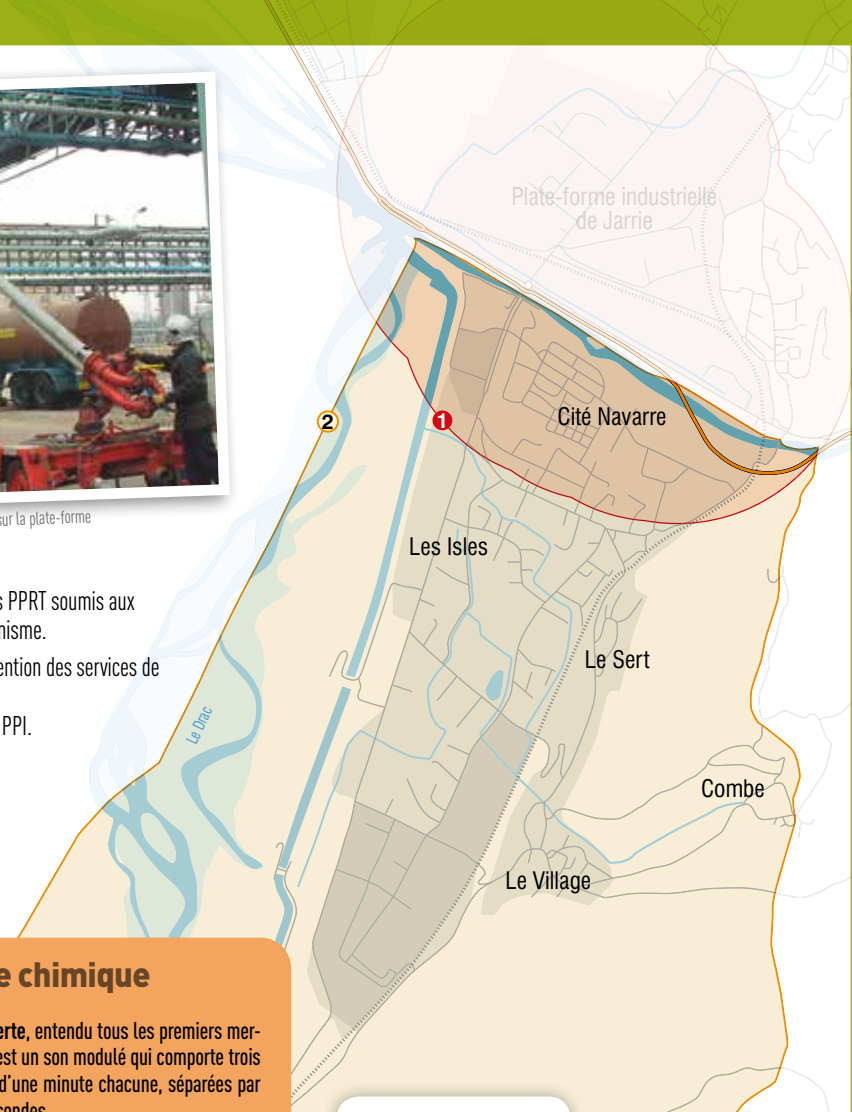 Plate-forme industrielle
de Jarrie
2
1
Cité Navarre
Les Isles
Le Sert
Le Drac
Combe
Le Village
sur la plate-forme
PPRT soumis aux
nisme.
ention des services de
PPI.
e chimique
erte, entendu tous les premiers mer-
est un son modulé qui comporte trois
d'une minute chacune, séparées par